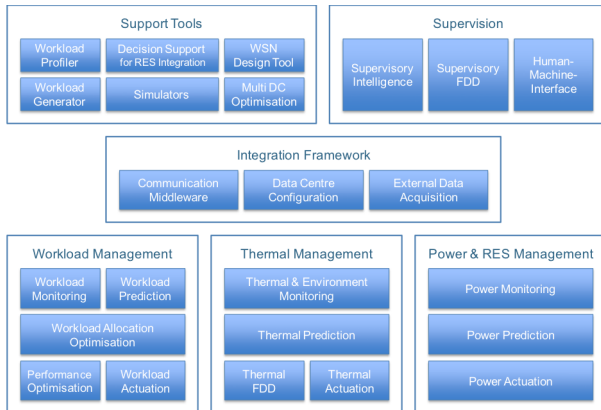 Support Tools
Workload
Profiler
Decision Support
for RES Integration
WSN
Design Tool
Workload
Generator
Simulators
Multi DC
Optimisation
Supervision
Supervisory
Intelligence
Supervisory
FDD
Human-
Machine-
Interface
Integration Framework
Communication
Middleware
Data Centre
Configuration
External Data
Acquisition
Workload Management
Workload
Monitoring
Workload
Prediction
Workload Allocation
Optimisation
Performance
Optimisation
Workload
Actuation
Thermal Management
Thermal & Environment
Monitoring
Thermal Prediction
Thermal
FDD
Thermal
Actuation
Power & RES Management
Power Monitoring
Power Prediction
Power Actuation